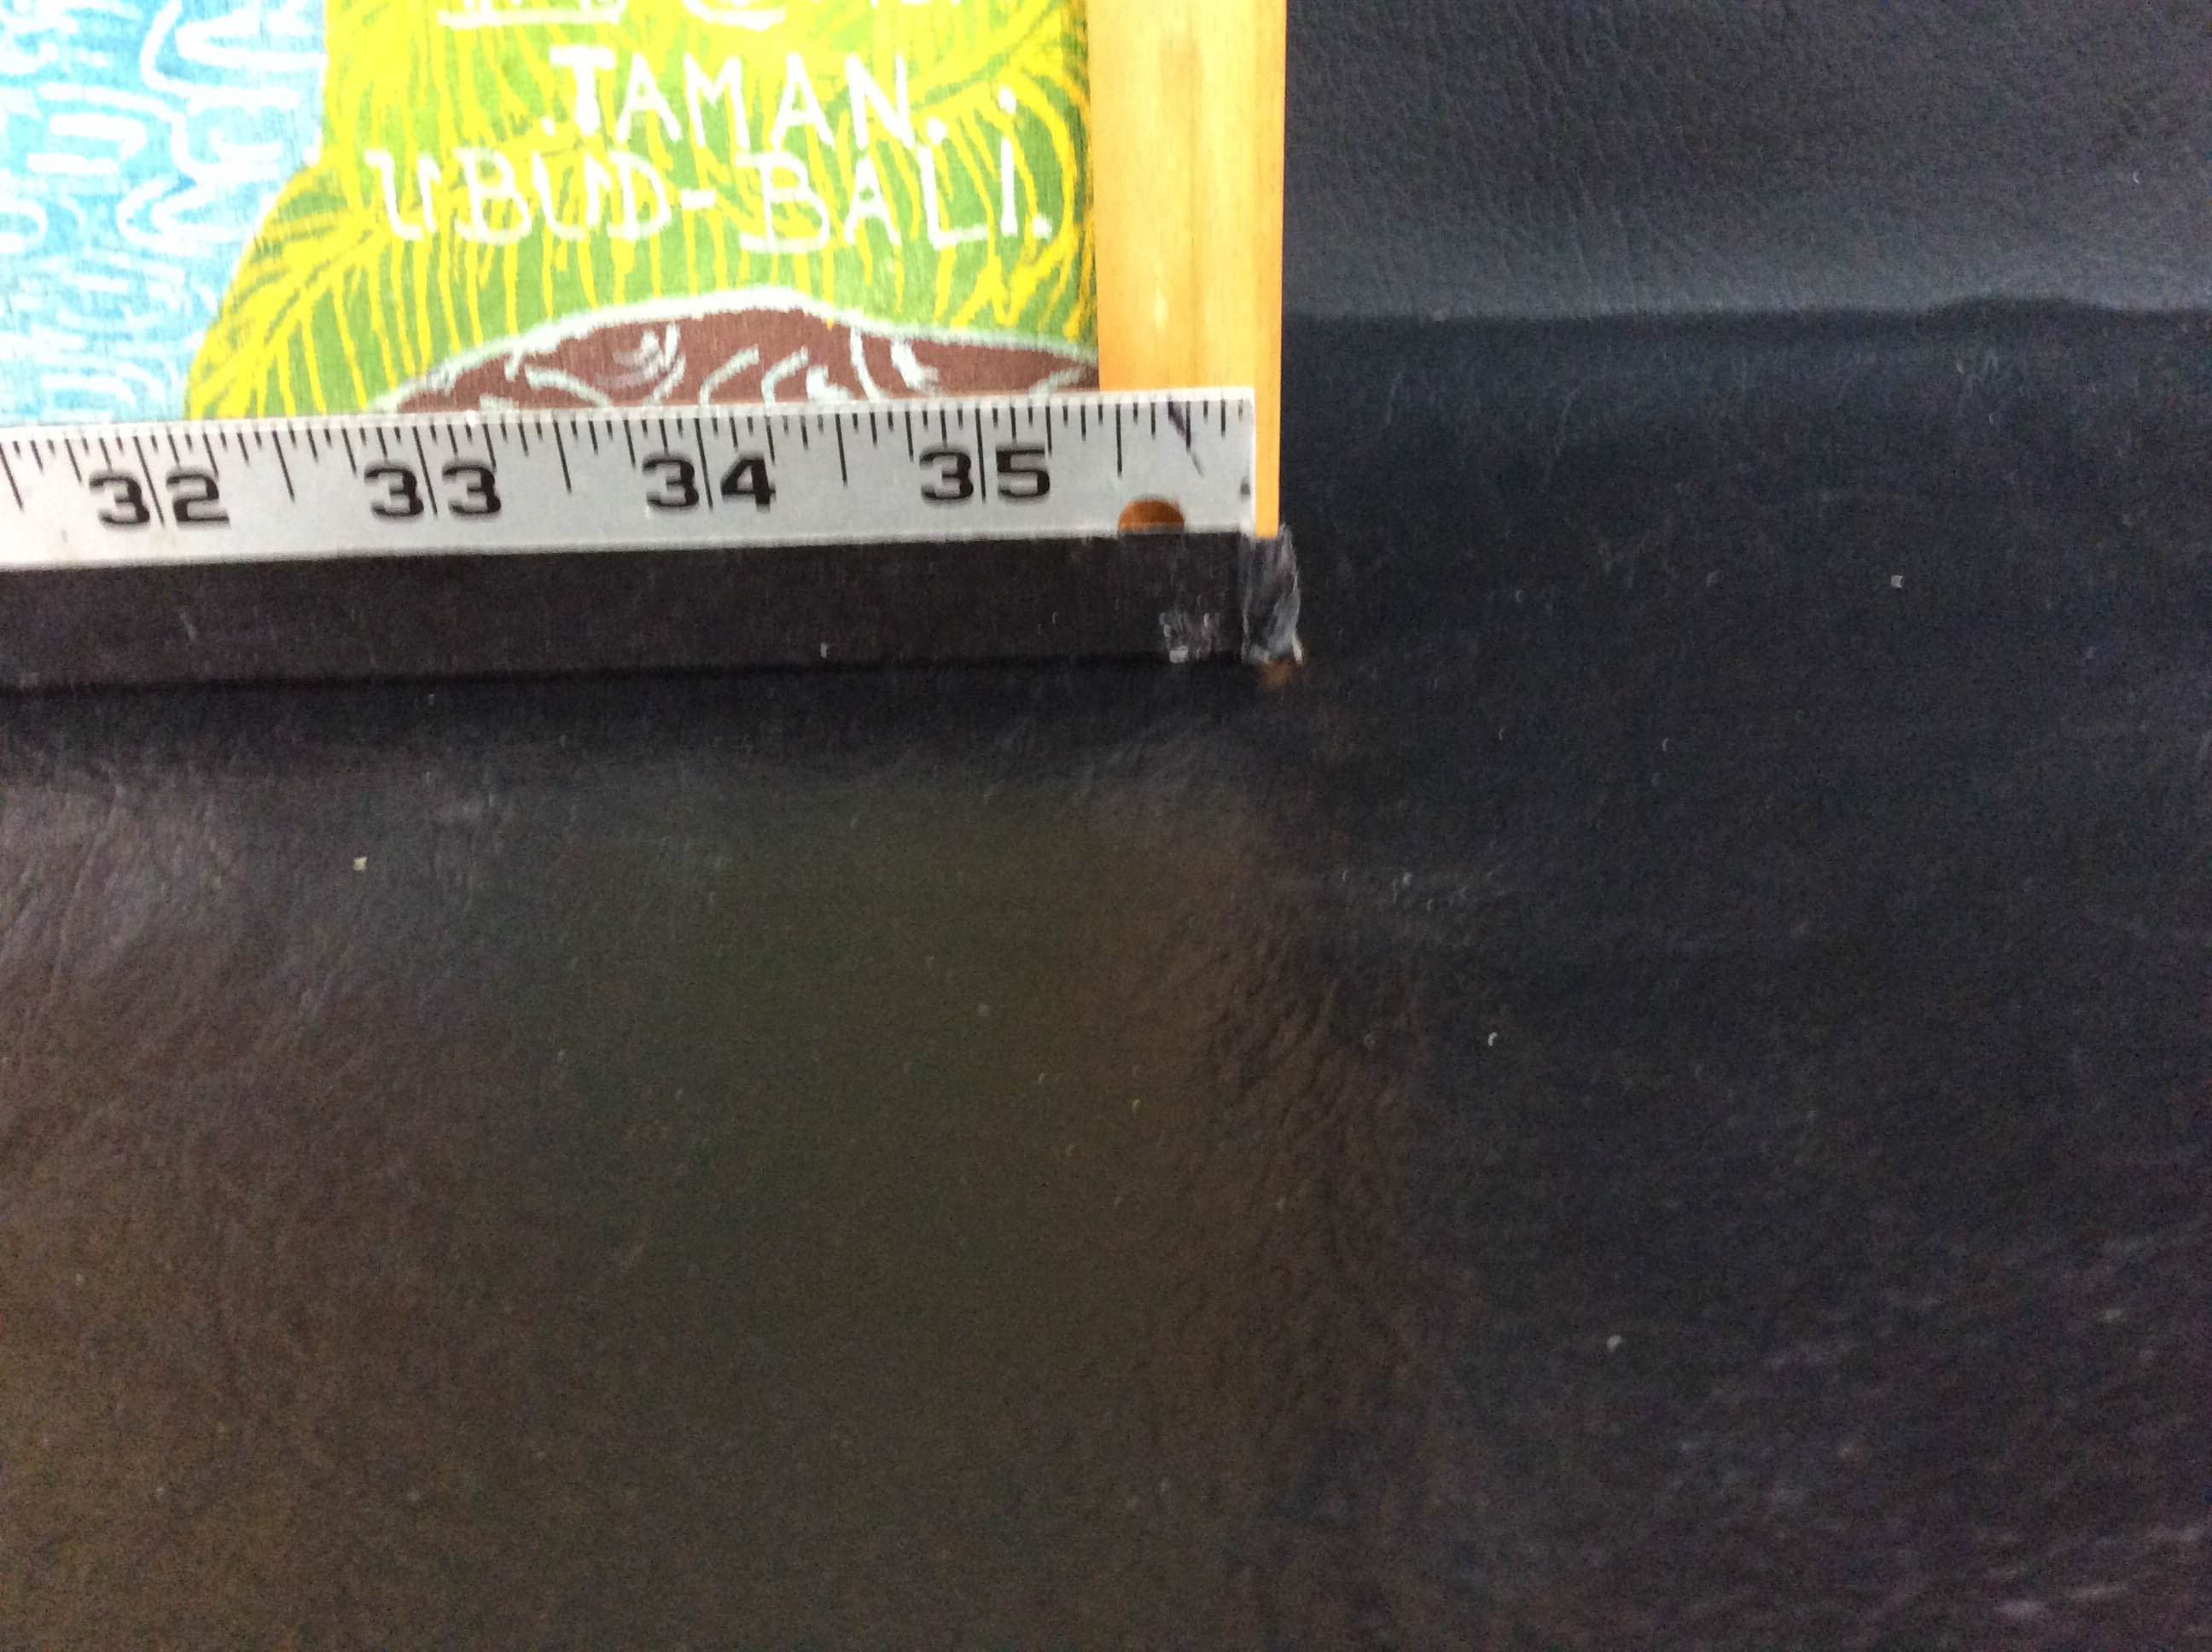 .TAMAN.
UBUD-BALI.
32 33 34 35